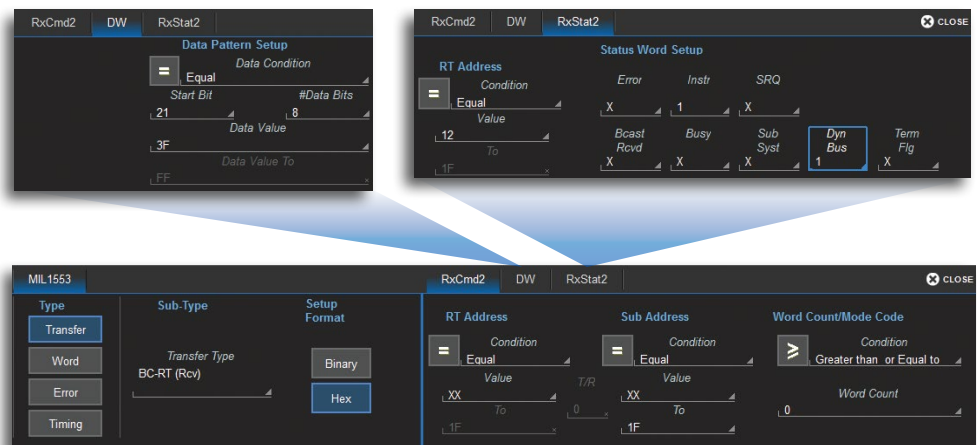 RxCmd2 DW RxStat2
Data Pattern Setup
Data Condition
= Equal
Start Bit #Data Bits
21 8
Data Value
3F
Data Value To
FF
RxCmd2 DW RxStat2 CLOSE
Status Word Setup
RT Address
Condition
= Equal
Value
12
To
1F
Error Instr SRQ
X 1 X
Bcast Rcvd Busy Sub Syst Dyn Bus Term Flg
X X X 1 X
MIL1553
Type
Transfer
Word
Error
Timing
Sub-Type
Transfer Type
BC-RT (Rcv)
Setup
Format
Binary
Hex
RxCmd2 DW RxStat2 CLOSE
RT Address
Condition
= Equal
Value
XX
To
1F
T/R
0
Sub Address
Condition
= Equal
Value
XX
To
1F
Word Count/Mode Code
Condition
≥ Greater than or Equal to
Word Count
0